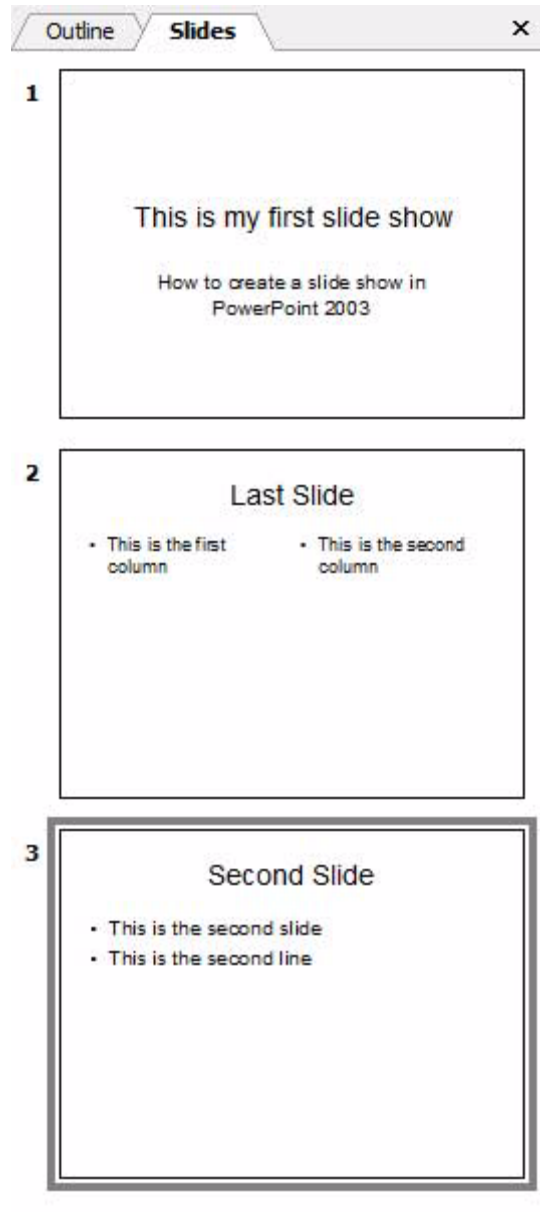 Outline
Slides
×
1
This is my first slide show
How to create a slide show in
PowerPoint 2003
2
Last Slide
• This is the first
column
• This is the second
column
3
Second Slide
• This is the second slide
• This is the second line